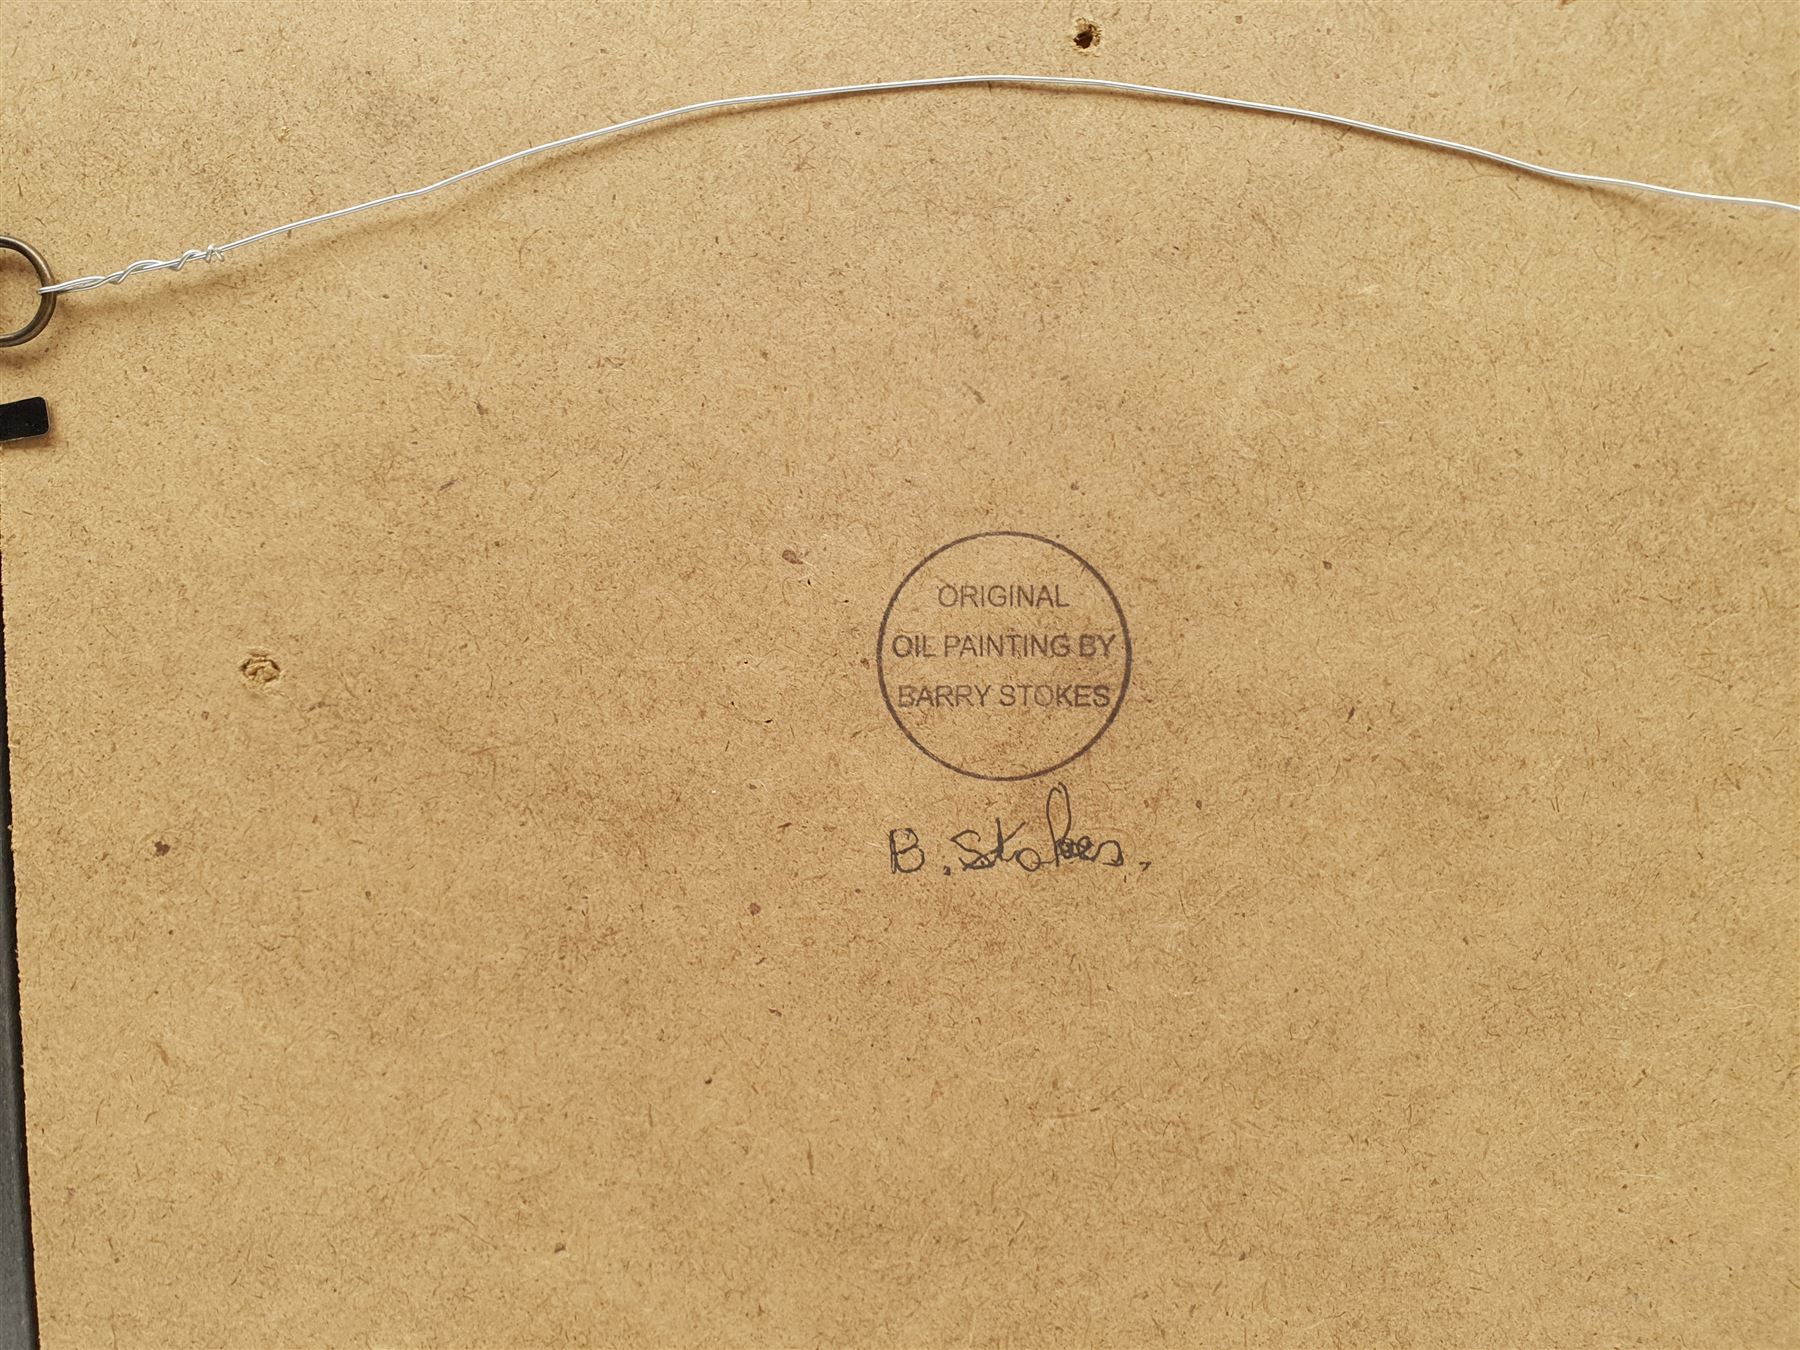 ORIGINAL
OIL PAINTING BY
BARRY STOKES
B. Stokes.